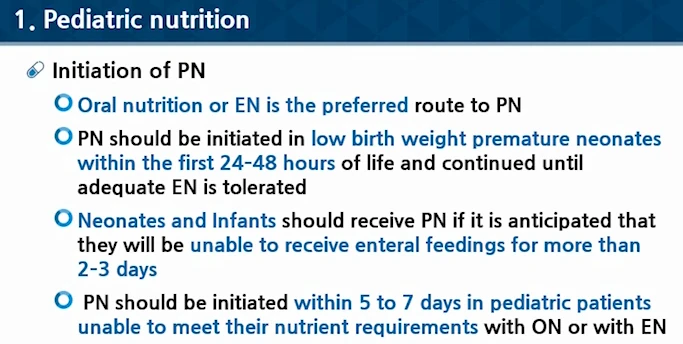 1. Pediatric nutrition
Initiation of PN
Oral nutrition or EN is the preferred route to PN
PN should be initiated in low birth weight premature neonates
within the first 24-48 hours of life and continued until
adequate EN is tolerated
Neonates and Infants should receive PN if it is anticipated that
they will be unable to receive enteral feedings for more than
2-3 days
PN should be initiated within 5 to 7 days in pediatric patients
unable to meet their nutrient requirements with ON or with EN